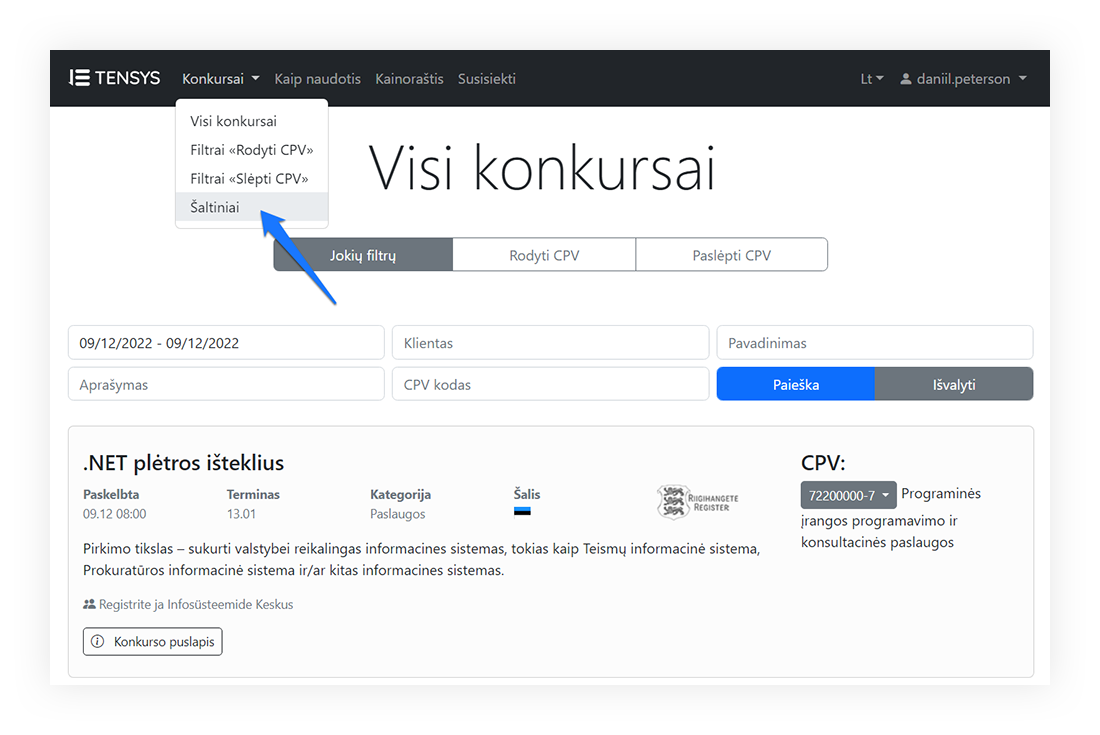 TENSYS Konkursai Kaip naudotis Kainoraštis Susisiekti Lt daniil.peterson
Visi konkursai
Filtrai «Rodyti CPV»
Filtrai «Slėpti CPV»
Šaltiniai
Visi konkursai
Jokių filtrų Rodyti CPV Paslėpti CPV
09/12/2022 - 09/12/2022 Klientas Pavadinimas
Aprašymas CPV kodas Paieška Išvalyti
.NET plėtros išteklius
Paskelbta Terminas Kategorija Šalis
09.12 08:00 13.01 Paslaugos
RIIGIHANGETE
REGISTER
Pirkimo tikslas – sukurti valstybei reikalingas informacines sistemas, tokias kaip Teismų informacinė sistema,
Prokuratūros informacinė sistema ir/ar kitas informacines sistemas.
Registrite ja Infosüsteemide Keskus
Konkurso puslapis
CPV:
72200000-7 Programinės
įrangos programavimo ir
konsultacinės paslaugos